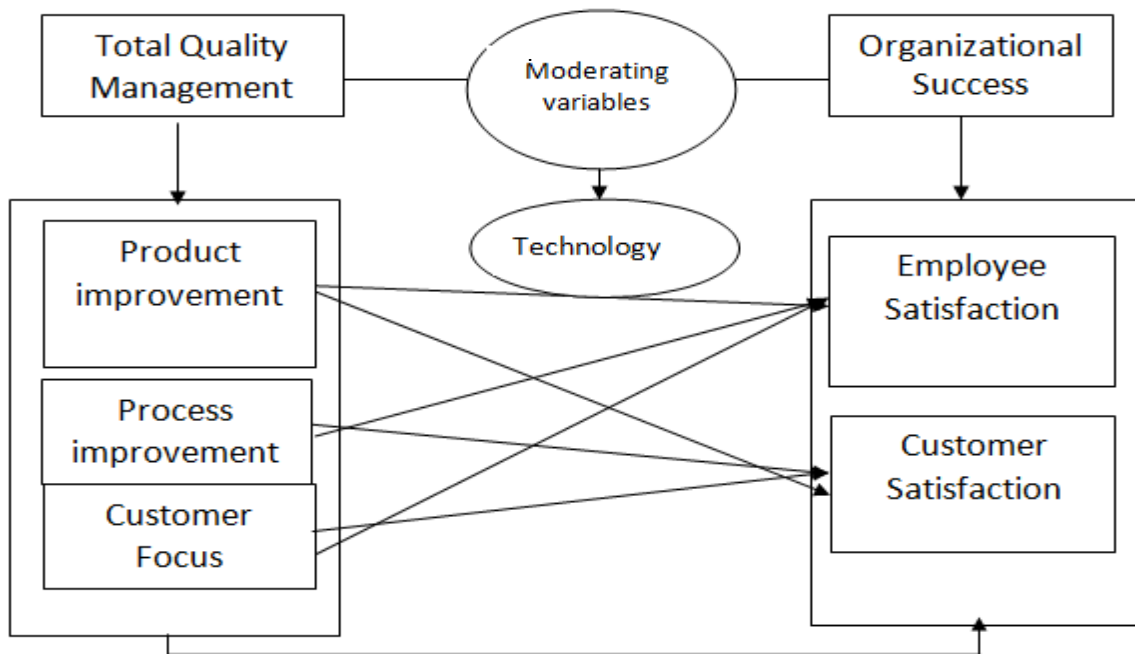 Total Quality
Management
Moderating
variables
Organizational
Success
Product
improvement
Technology
Employee
Satisfaction
Process
improvement
Customer
Satisfaction
Customer
Focus